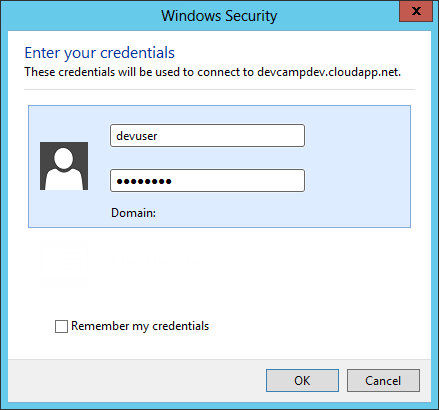 Windows Security
Enter your credentials
These credentials will be used to connect to devcampdev.cloudapp.net.
devuser
●●●●●●●●
Domain:
Remember my credentials
OK
Cancel